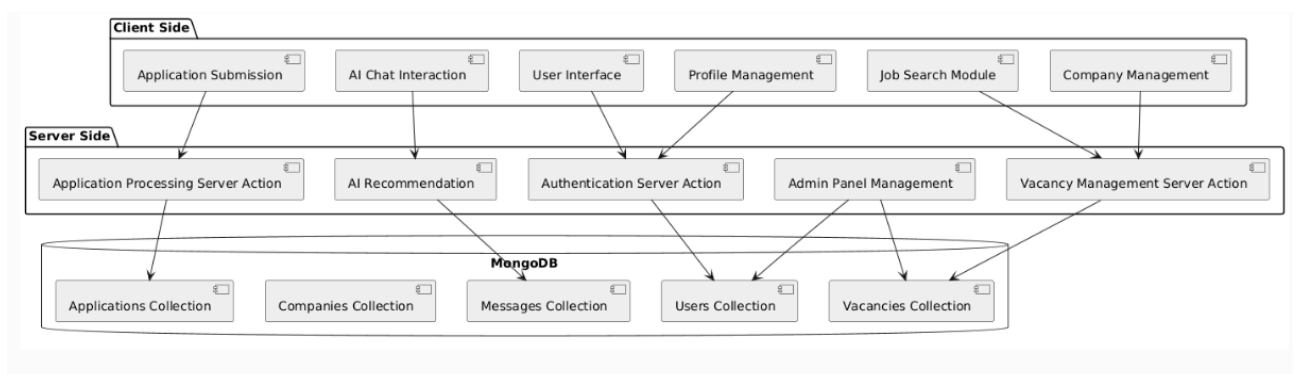 Client Side
Application Submission
AI Chat Interaction
User Interface
Profile Management
Job Search Module
Company Management
Server Side
Application Processing Server Action
AI Recommendation
Authentication Server Action
Admin Panel Management
Vacancy Management Server Action
MongoDB
Applications Collection
Companies Collection
Messages Collection
Users Collection
Vacancies Collection